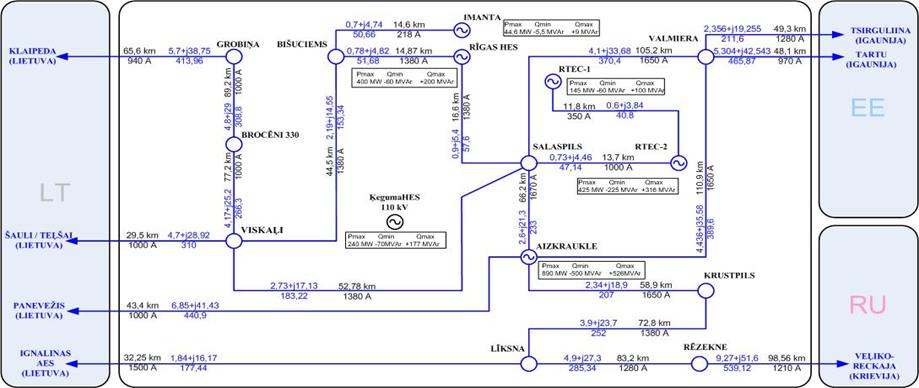 LT
EE
RU
KLAIPEDA
(LIETUVA)
65,6 km
940 A
5.7+j38,75
413,96
GROBIŅA
89,2 km
1000 A
4,8+j29
308,8
BROCĒNI 330
77,2 km
1000 A
4,17+j25,2
266,3
VISKAĻI
ŠAULI / TEĻŠAI
(LIETUVA)
29,5 km
1000 A
4,7+j28,92
310
PANEVĖŽIS
(LIETUVA)
43,4 km
1000 A
6,85+j41,43
440,9
IGNALINAS
AES
(LIETUVA)
32,25 km
1500 A
1,84+j16,17
177,44
BIŠUCIEMS
0,7+j4,74
50,66
14,6 km
218 A
IMANTA
Pmax Qmin Qmax
44.6 MW -5,5 MVAr +9 MVAr
0,78+j4,82
51,68
14,87 km
1380 A
RĪGAS HES
Pmax Qmin Qmax
400 MW -60 MVAr +200 MVAr
2,19+j14,55
153,34
44,5 km
1380 A
16,6 km
1380 A
0,9+j5,4
57,6
ĶegumaHES
110 kV
Pmax Qmin Qmax
240 MW -70MVAr +177 MVAr
2,73+j17,13
183,22
52,78 km
1380 A
VALMIERA
4,1+j33,68
370,4
105,2 km
1650 A
2,356+j19,255
211,6
49,3 km
1280 A
TSIRGULIINA
(IGAUNIJA)
5,304+j42,543
465,87
48,1 km
970 A
TARTU
(IGAUNIJA)
RTEC-1
Pmax Qmin Qmax
145 MW -60 MVAr +100 MVAr
11,8 km
350 A
0,6+j3,84
40,8
SALASPILS
RTEC-2
0,73+j4,46
47,14
13,7 km
1000 A
Pmax Qmin Qmax
425 MW -225 MVAr +316 MVAr
66,2 km
1670 A
2,6+j21,3
233
110,9 km
1650 A
4.436+j35,58
389,6
AIZKRAUKLE
Pmax Qmin Qmax
890 MW -500 MVAr +526MVAr
2,34+j18,9
207
58,9 km
1650 A
KRUSTPILS
3,9+j23,7
252
72,8 km
1380 A
LĪKSNA
4,9+j27,3
285,34
83,2 km
1280 A
RĒZEKNE
9,27+j51,6
539,12
98,56 km
1210 A
VEĻIKO-
RECKAJA
(KRIEVIJA)